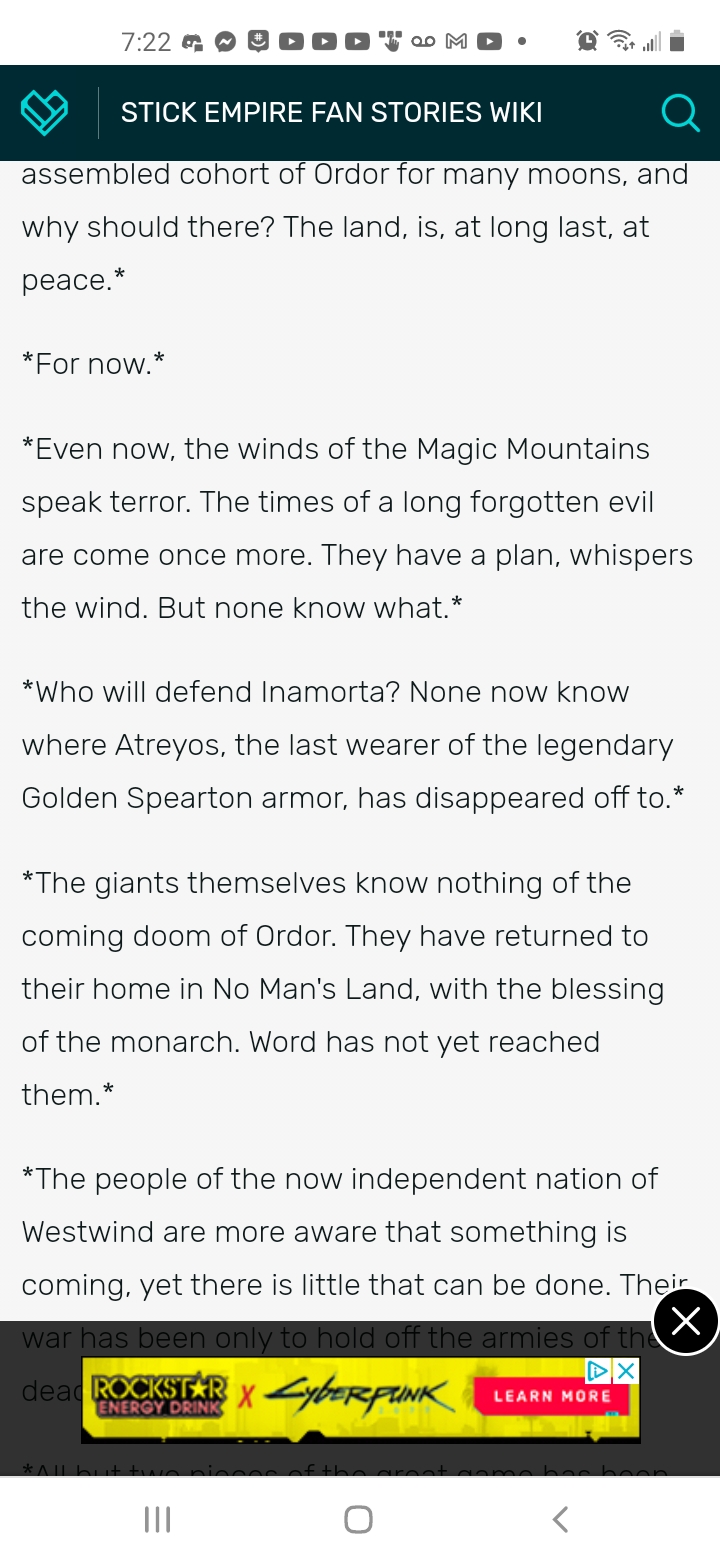 7:22
STICK EMPIRE FAN STORIES WIKI
assembled cohort of Ordor for many moons, and
why should there? The land, is, at long last, at
peace.*
*For now.*
*Even now, the winds of the Magic Mountains
speak terror. The times of a long forgotten evil
are come once more. They have a plan, whispers
the wind. But none know what.*
*Who will defend Inamorta? None now know
where Atreyos, the last wearer of the legendary
Golden Spearton armor, has disappeared off to.*
*The giants themselves know nothing of the
coming doom of Ordor. They have returned to
their home in No Man's Land, with the blessing
of the monarch. Word has not yet reached
them.*
*The people of the now independent nation of
Westwind are more aware that something is
coming, yet there is little that can be done. Their
war has been only to hold off the armies of the
ROCKSTAR
ENERGY DRINK
X
CYBERPUNK
LEARN MORE
*All but two pieces of the great game has been